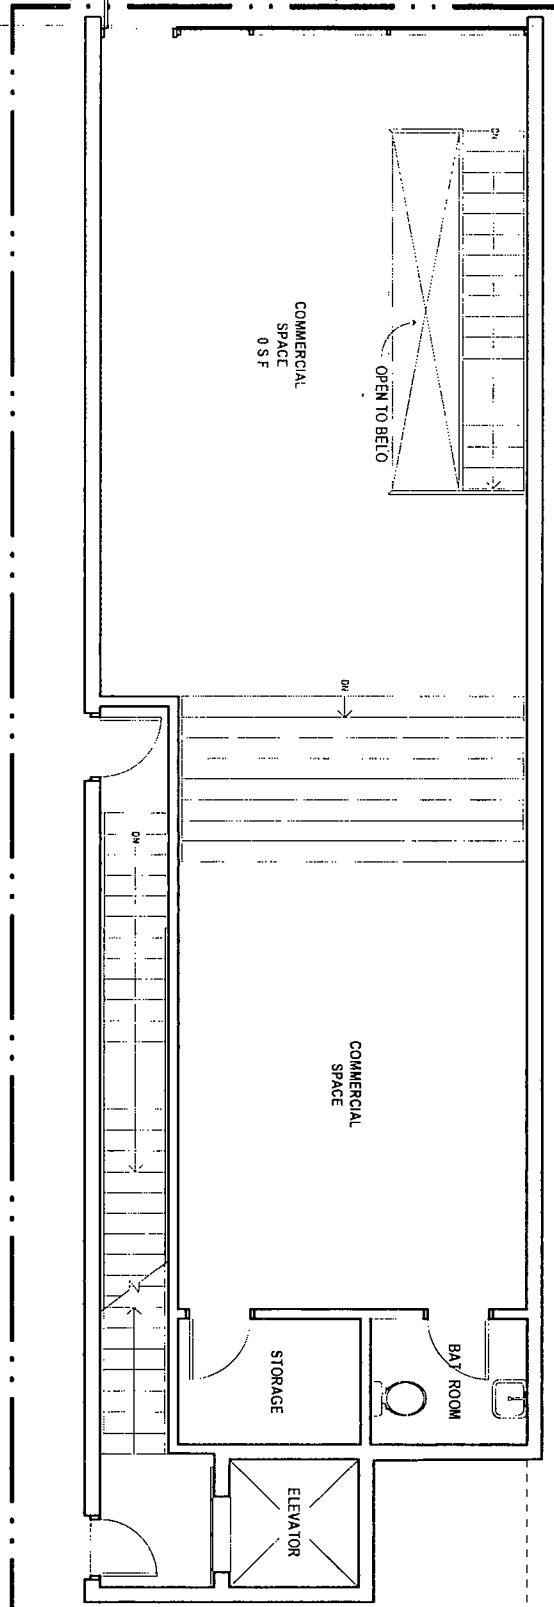 COMMERCIAL
SPACE
0 S F
OPEN TO BELO
DN
DN
COMMERCIAL
SPACE
STORAGE
BAT ROOM
ELEVATOR